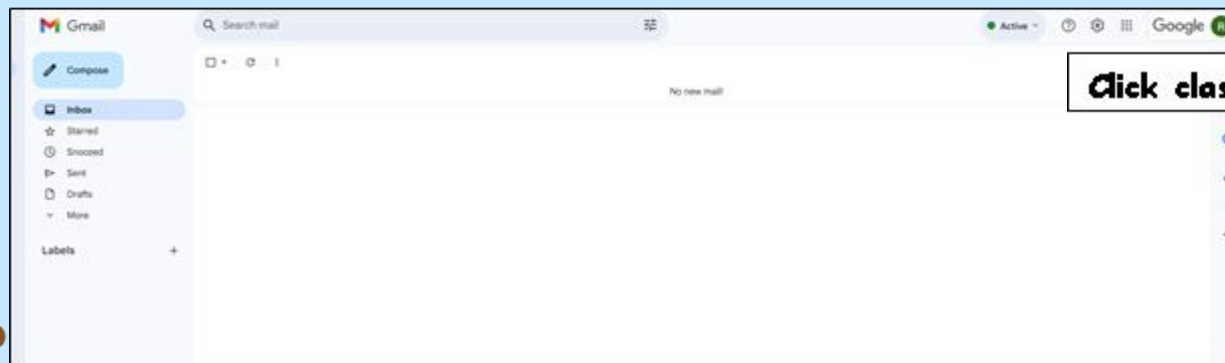 Gmail
Search mail
Active
Google
Compose
No new mail!
Click clas
Inbox
Starred
Snoozed
Sent
Drafts
More
Labels